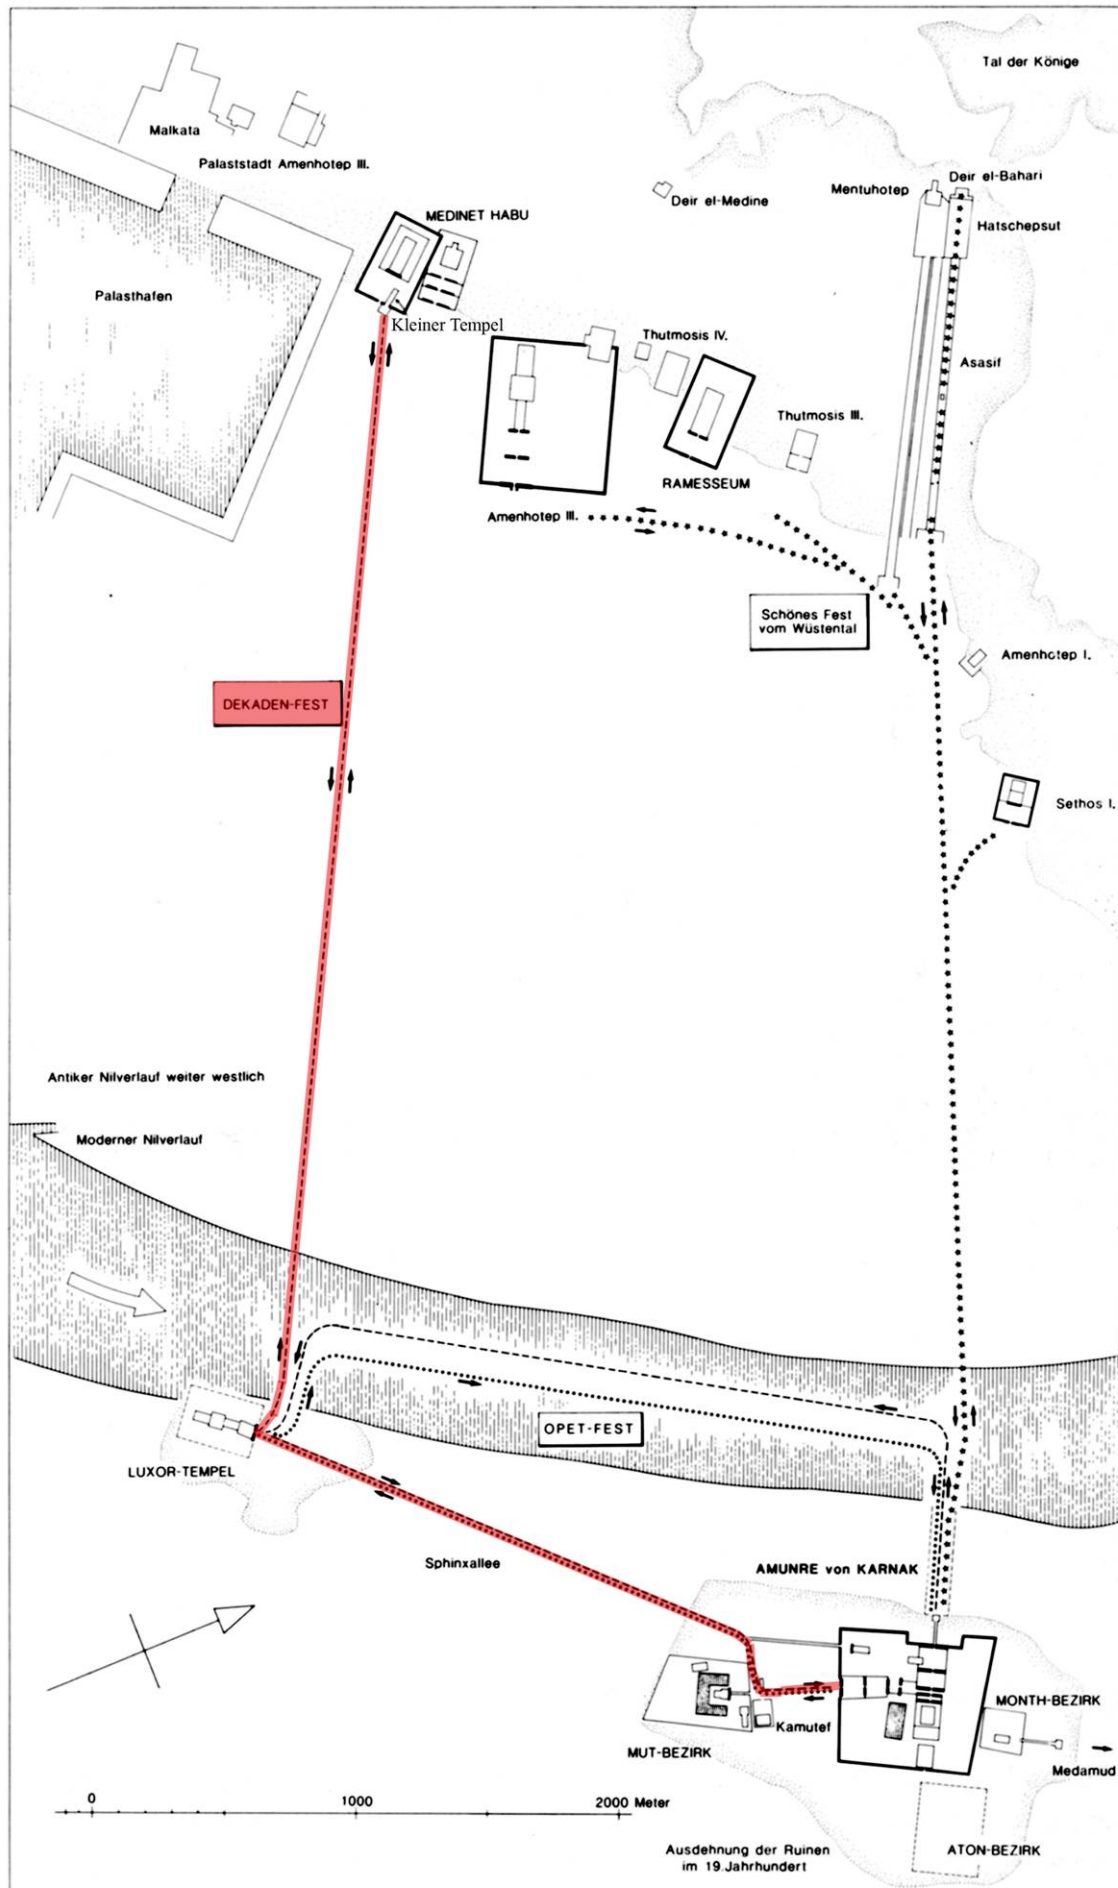 Tal der Könige
Malkata
Palaststadt Amenhotep III.
Deir el-Bahari
Mentuhotep
Deir el-Medine
MEDINET HABU
Hatschepsut
Palasthafen
Kleiner Tempel
Thutmosis IV.
Asasif
Thutmosis III.
RAMESSEUM
Amenhotep III.
Schönes Fest
vom Wüstental
Amenhotep I.
DEKADEN-FEST
Sethos I.
Antiker Nilverlauf weiter westlich
Moderner Nilverlauf
OPET-FEST
LUXOR-TEMPEL
Sphinxallee
AMUNRE von KARNAK
MONTH-BEZIRK
Kamutef
MUT-BEZIRK
Medamud
0 1000 2000 Meter
Ausdehnung der Ruinen
im 19.Jahrhundert
ATON-BEZIRK